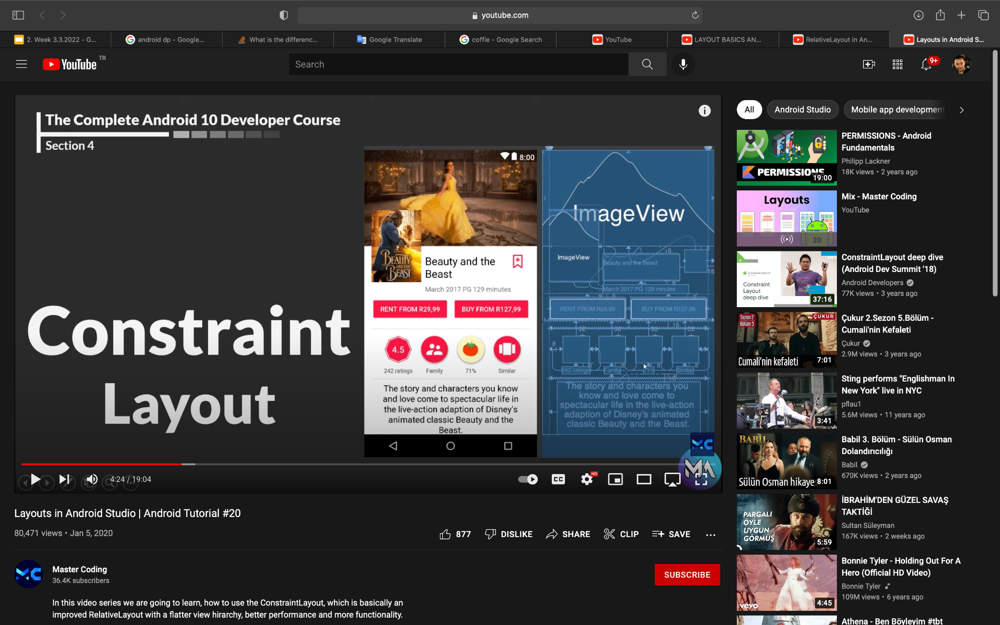 youtube.com
2. Week 3.3.2022 - G...
android dp - Google...
What is the differenc...
Google Translate
coffie - Google Search
YouTube
LAYOUT BASICS AN...
RelativeLayout in An...
Layouts in Android S...
YouTube TR
Search
9+
The Complete Android 10 Developer Course
Section 4
Constraint
Layout
8:00
BEAUTY
AND THE
BEAST
Beauty and the
Beast
March 2017 PG 129 minutes
RENT FROM R29,99
BUY FROM R127,99
4.5
242 ratings
Family
71%
Similar
The story and characters you know
and love come to spectacular life in
the live-action adaption of Disney's
animated classic Beauty and the
Beast.
ImageView
ImageView
Beauty and the Beast
March 2017 PG 129 minutes
RENT FROM R29,99
BUY FROM R127,99
242 ratings
Family
71%
Similar
The story and characters you
know and love come to
spectacular life in the live-action
adaption of Disney's animated
classic Beauty and the Beast.
MA
4:24 / 19:04
CC
HD
Layouts in Android Studio | Android Tutorial #20
80,471 views • Jan 5, 2020
877
DISLIKE
SHARE
CLIP
SAVE
Master Coding
36.4K subscribers
SUBSCRIBE
In this video series we are going to learn, how to use the ConstraintLayout, which is basically an
improved RelativeLayout with a flatter view hirarchy, better performance and more functionality.
All
Android Studio
Mobile app development
PERMISSIONS
19:00
PERMISSIONS - Android
Fundamentals
Philipp Lackner
18K views • 2 years ago
Layouts
20
Mix - Master Coding
YouTube
Android Dev Summit
Constraint
Layout
deep dive
37:16
ConstraintLayout deep dive
(Android Dev Summit '18)
Android Developers
77K views • 3 years ago
Sezon 2
Bölüm 5
ÇUKUR
Cumali'nin kefaleti
7:01
Çukur 2.Sezon 5.Bölüm -
Cumali'nin Kefaleti
Çukur
2.9M views • 3 years ago
3:41
Sting performs "Englishman In
New York" live in NYC
pflau1
5.6M views • 11 years ago
BABİL
Sülün Osman hikayes
8:01
Babil 3. Bölüm - Sülün Osman
Dolandırıcılığı
Babil
670K views • 2 years ago
PARGALI
ÖYLE
UYGUN
GÖRMÜŞ
5:59
İBRAHİM'DEN GÜZEL SAVAŞ
TAKTİĞİ
Sultan Süleyman
167K views • 2 weeks ago
vevo
4:45
Bonnie Tyler - Holding Out For A
Hero (Official HD Video)
Bonnie Tyler
109M views • 6 years ago
Athena - Ben Böyleyim #tbt